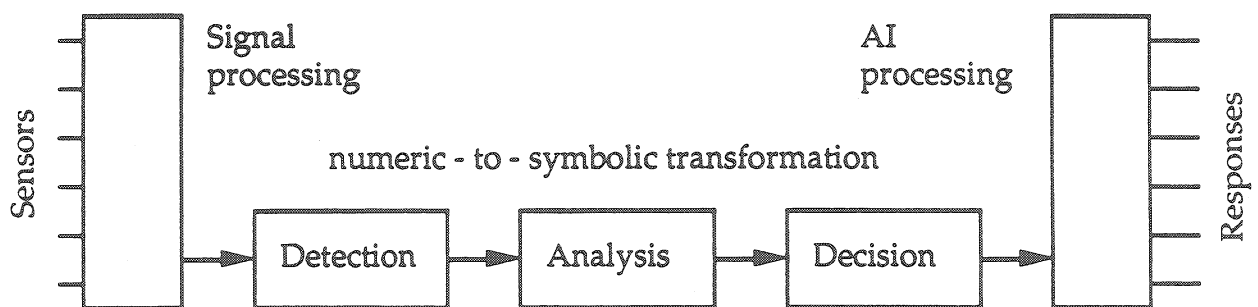 Sensors
Signal
processing
AI
processing
numeric - to - symbolic transformation
Detection
Analysis
Decision
Responses